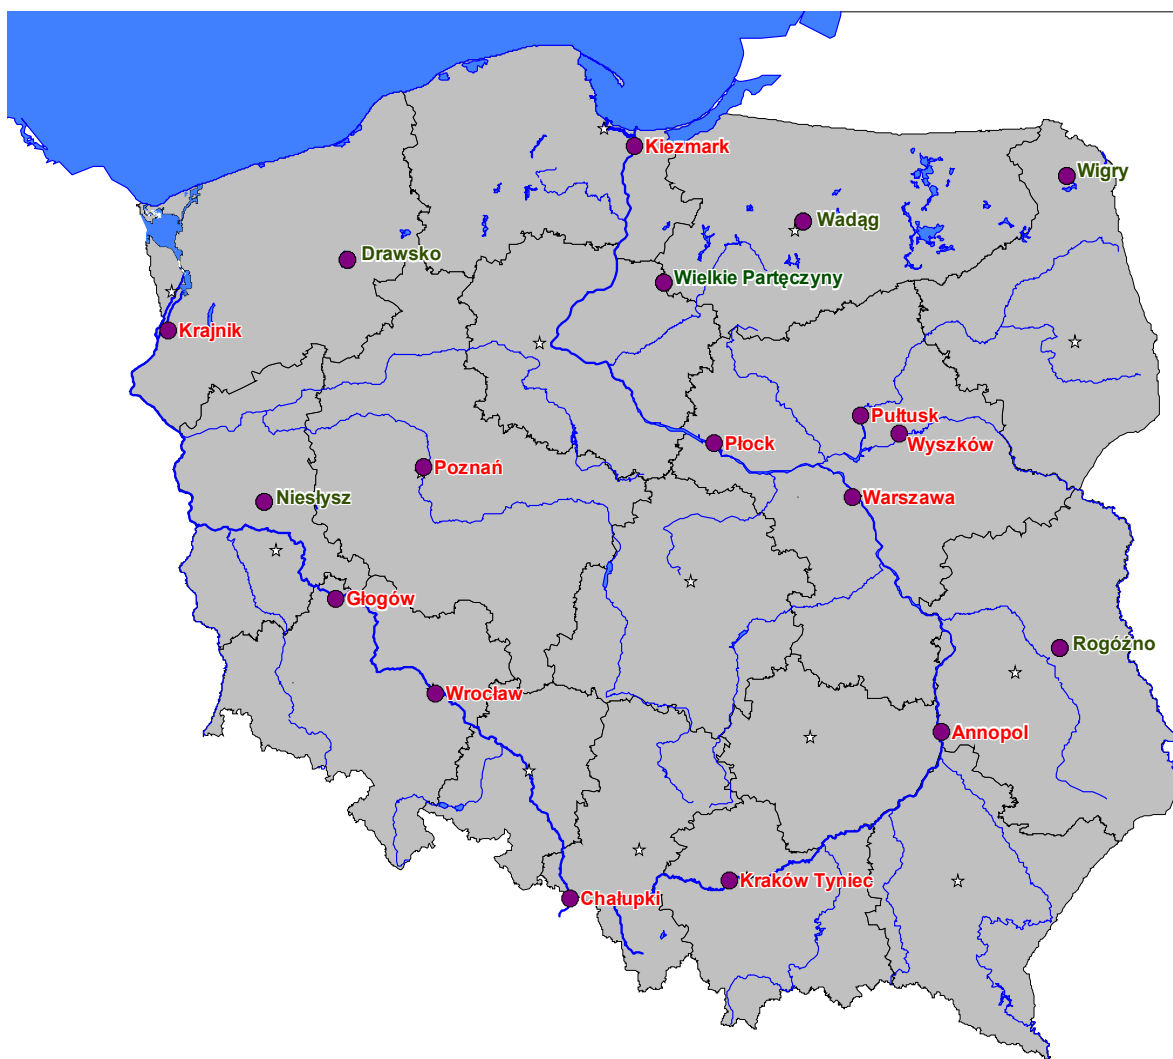 Kiezmark
Wigry
Wadąg
Drawsko
Wielkie Partęczyny
Krajnik
Pułtusk
Wyszków
Płock
Poznań
Warszawa
Niesłysz
Głogów
Rogóźno
Wrocław
Annopol
Kraków Tyniec
Chałupki